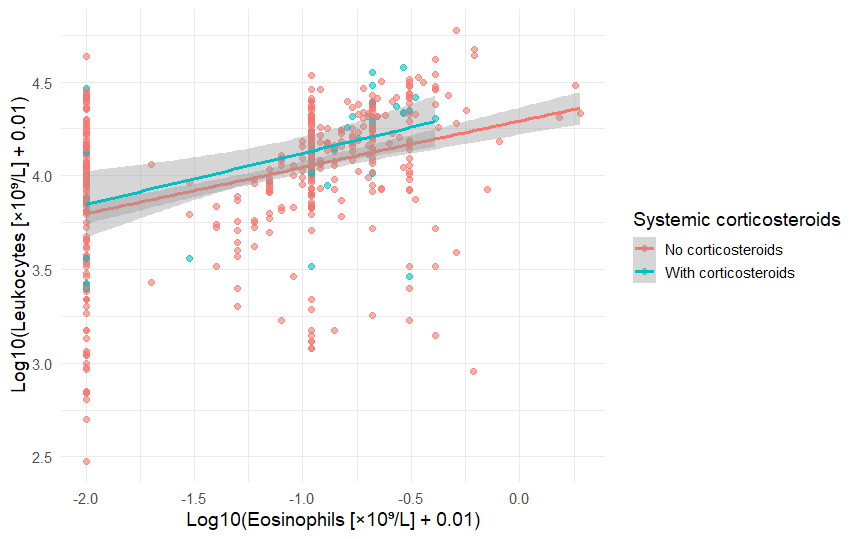 Log10(Leukocytes [×10⁹/L] + 0.01)
4.5
4.0
3.5
3.0
2.5
-2.0 -1.5 -1.0 -0.5 0.0
Log10(Eosinophils [×10⁹/L] + 0.01)
Systemic corticosteroids
No corticosteroids
With corticosteroids